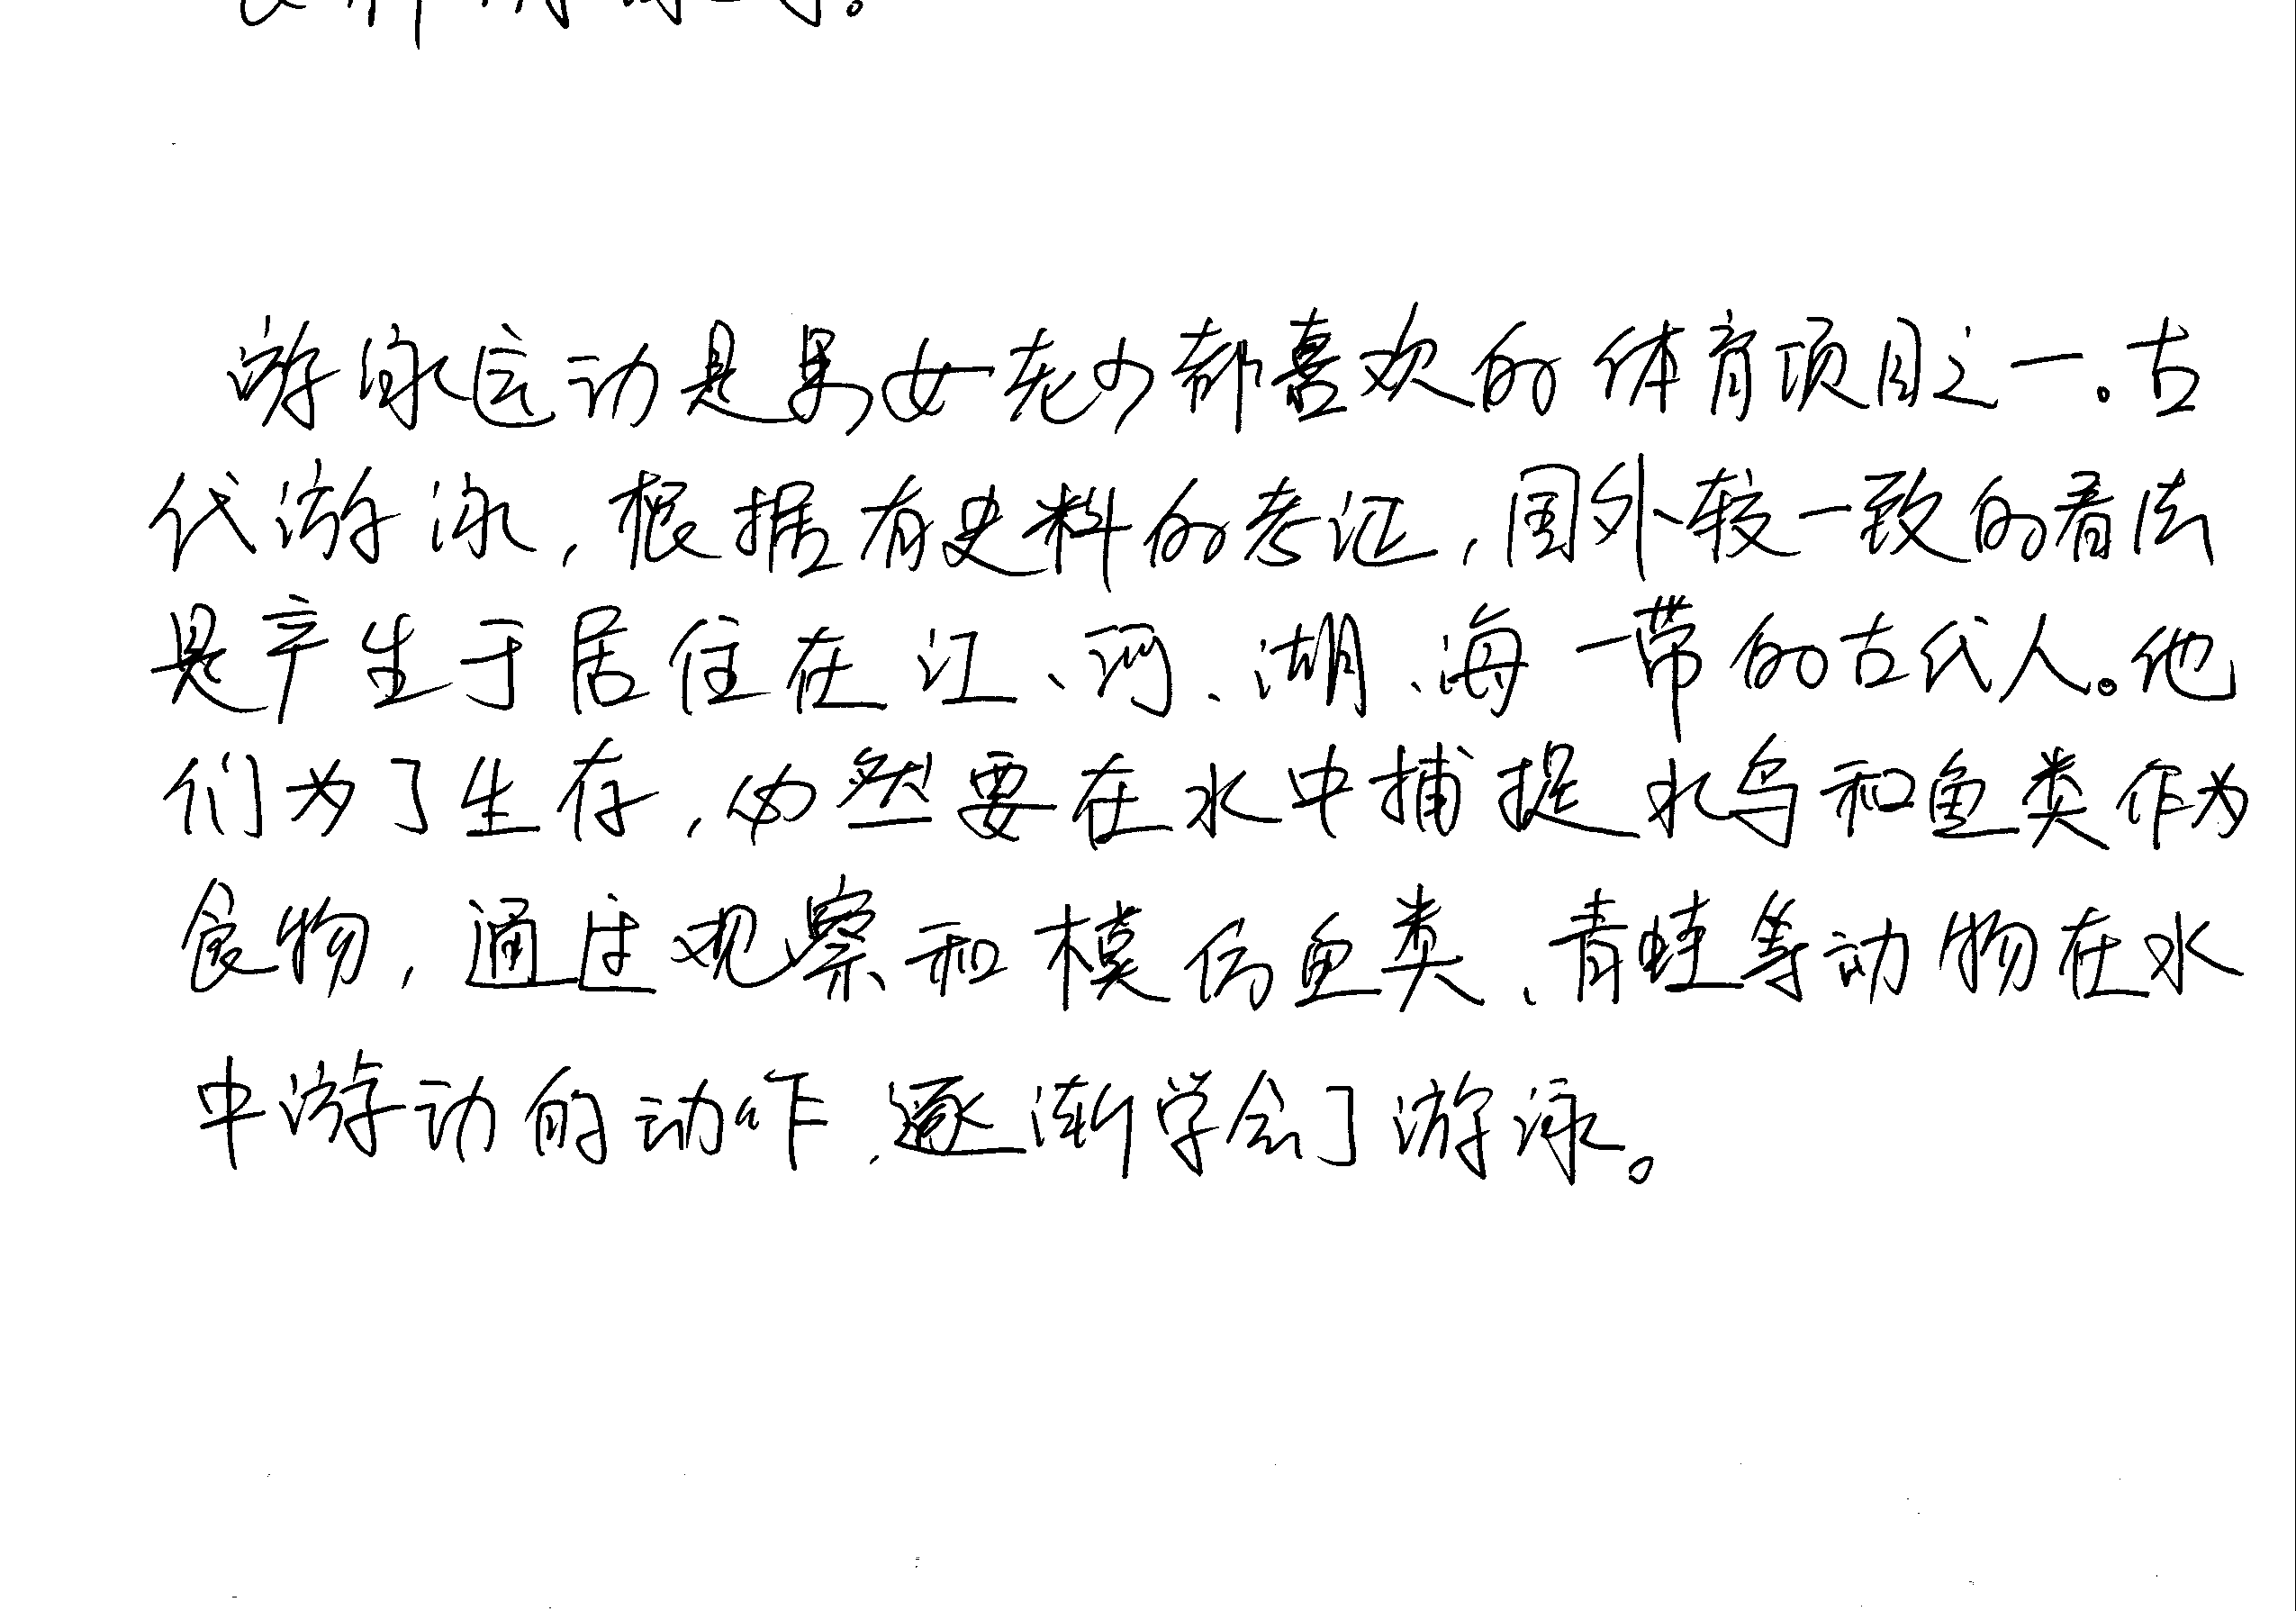 游泳运动是男女老少都喜欢的体育项目之一。古
代游泳,根据有史料的考证,国外较一致的看法
是产生于居住在江、河、湖、海一带的古代人。他
们为了生存,必然要在水中捕捉水鸟和鱼类作为
食物,通过观察和模仿鱼类、青蛙等动物在水
中游动的动作,逐渐学会了游泳。